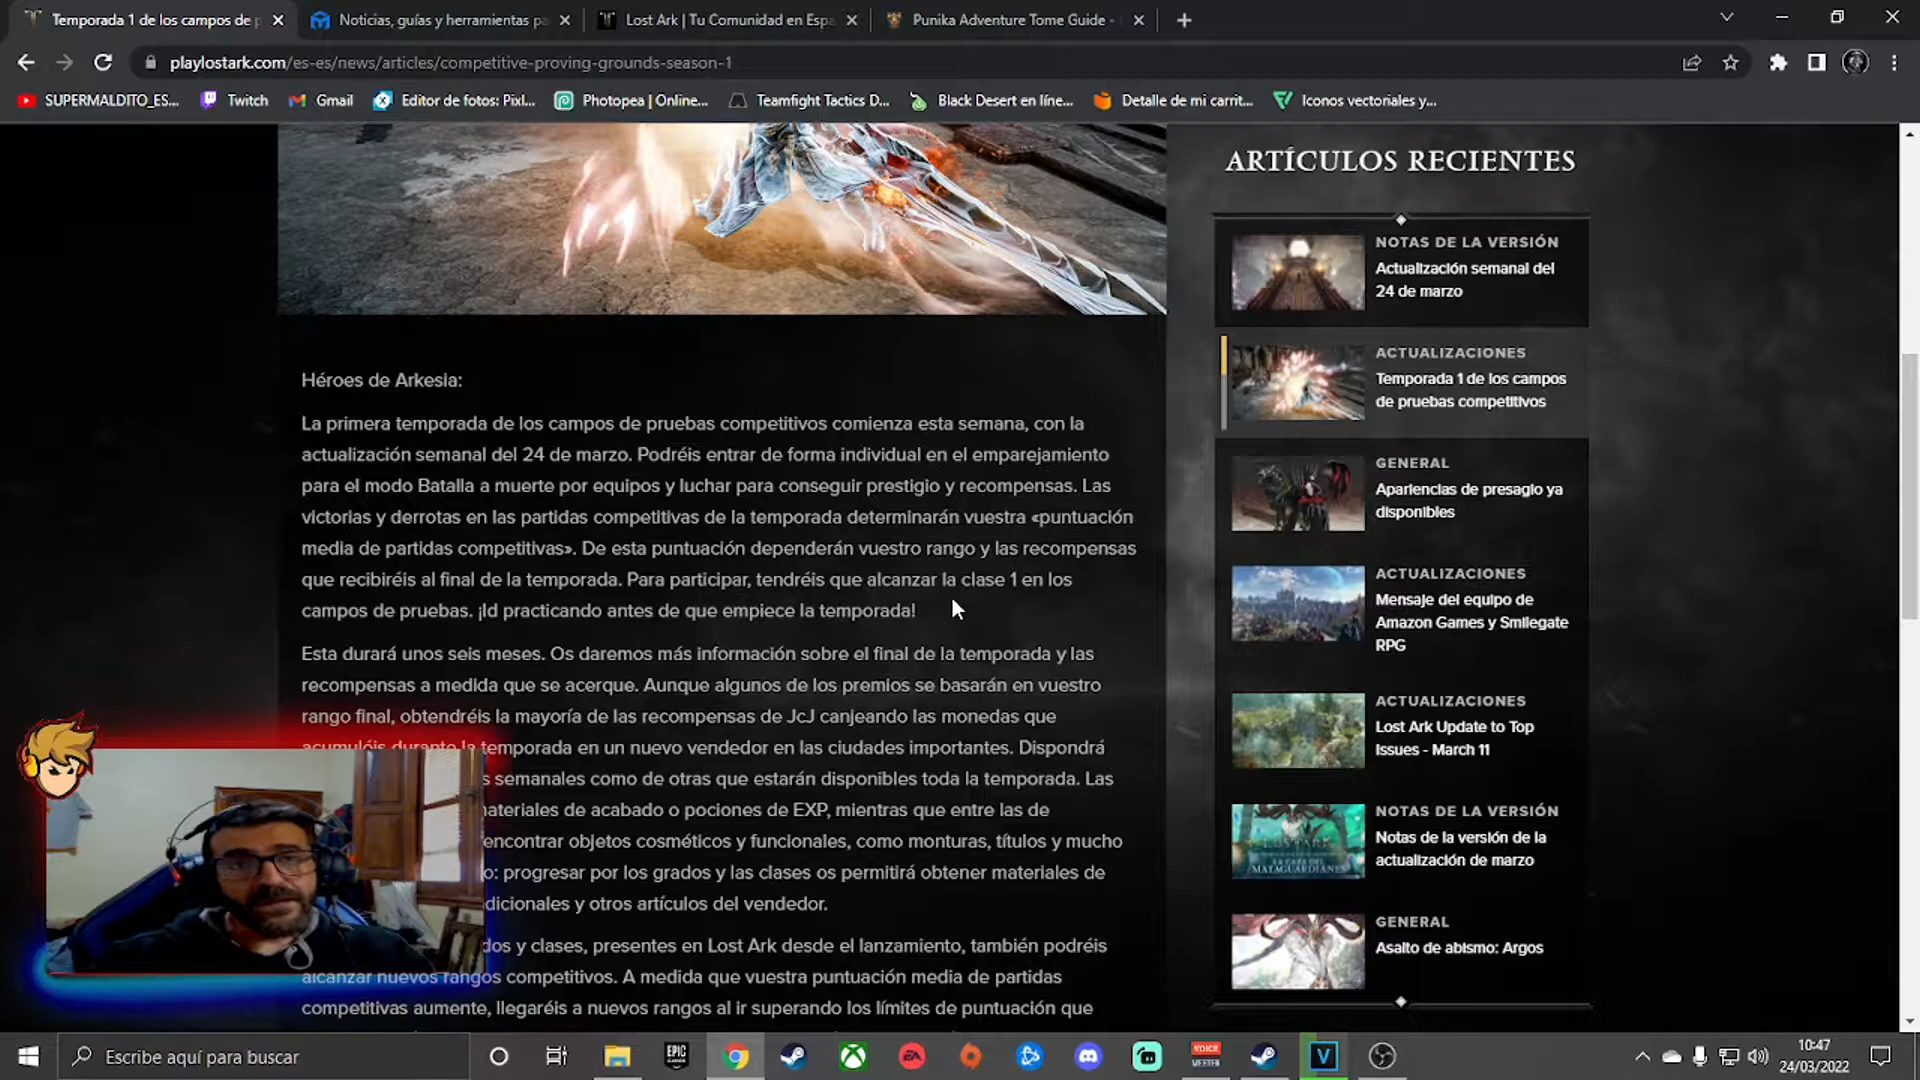 Temporada 1 de los campos de p
Noticias, guías y herramientas pa
Lost Ark | Tu Comunidad en Espa
Punika Adventure Tome Guide -
playlostark.com/es-es/news/articles/competitive-proving-grounds-season-1
SUPERMALDITO_ES...
Twitch
Gmail
Editor de fotos: Pixl...
Photopea | Online...
Teamfight Tactics D...
Black Desert en líne...
Detalle de mi carrit...
Iconos vectoriales y...
Héroes de Arkesia:
La primera temporada de los campos de pruebas competitivos comienza esta semana, con la
actualización semanal del 24 de marzo. Podréis entrar de forma individual en el emparejamiento
para el modo Batalla a muerte por equipos y luchar para conseguir prestigio y recompensas. Las
victorias y derrotas en las partidas competitivas de la temporada determinarán vuestra «puntuación
media de partidas competitivas». De esta puntuación dependerán vuestro rango y las recompensas
que recibiréis al final de la temporada. Para participar, tendréis que alcanzar la clase 1 en los
campos de pruebas. ¡Id practicando antes de que empiece la temporada!
Esta durará unos seis meses. Os daremos más información sobre el final de la temporada y las
recompensas a medida que se acerque. Aunque algunos de los premios se basarán en vuestro
rango final, obtendréis la mayoría de las recompensas de JcJ canjeando las monedas que
acumuléis durante la temporada en un nuevo vendedor en las ciudades importantes. Dispondrá
s semanales como de otras que estarán disponibles toda la temporada. Las
ateriales de acabado o pociones de EXP, mientras que entre las de
encontrar objetos cosméticos y funcionales, como monturas, títulos y mucho
o: progresar por los grados y las clases os permitirá obtener materiales de
dicionales y otros artículos del vendedor.
dos y clases, presentes en Lost Ark desde el lanzamiento, también podréis
alcanzar nuevos rangos competitivos. A medida que vuestra puntuación media de partidas
competitivas aumente, llegaréis a nuevos rangos al ir superando los límites de puntuación que
ARTÍCULOS RECIENTES
NOTAS DE LA VERSIÓN
Actualización semanal del
24 de marzo
ACTUALIZACIONES
Temporada 1 de los campos
de pruebas competitivos
GENERAL
Apariencias de presagio ya
disponibles
ACTUALIZACIONES
Mensaje del equipo de
Amazon Games y Smilegate
RPG
ACTUALIZACIONES
Lost Ark Update to Top
Issues - March 11
NOTAS DE LA VERSIÓN
Notas de la versión de la
actualización de marzo
GENERAL
Asalto de abismo: Argos
Escribe aquí para buscar
EPIC
EA
VOICE
MEETER
V
10:47
24/03/2022